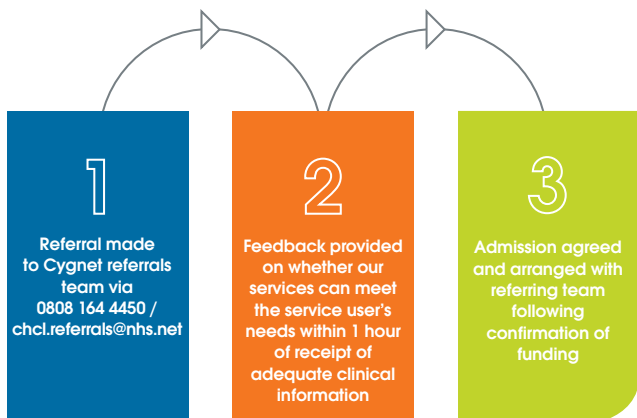 1
Referral made
to Cygnet referrals
team via
0808 164 4450 /
chcl.referrals@nhs.net
2
Feedback provided
on whether our
services can meet
the service user's
needs within 1 hour
of receipt of
adequate clinical
information
3
Admission agreed
and arranged with
referring team
following
confirmation of
funding